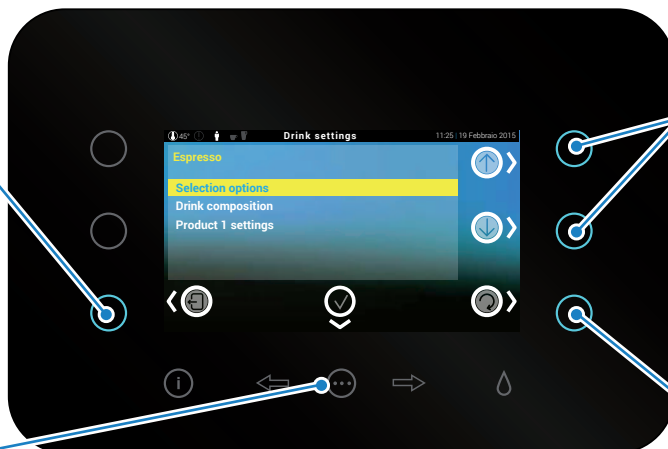 45° Drink settings 11:25 | 19 Febbraio 2015
Espresso
Selection options
Drink composition
Product 1 settings
i